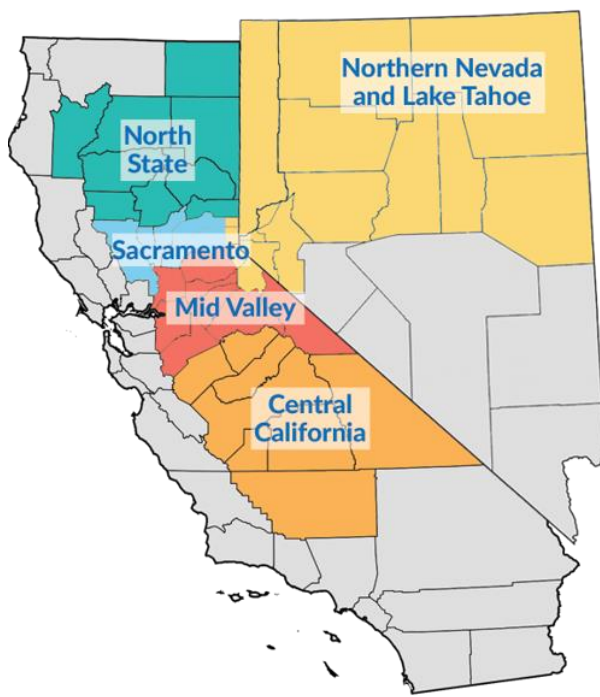 Northern Nevada
and Lake Tahoe
North
State
Sacramento
Mid Valley
Central
California